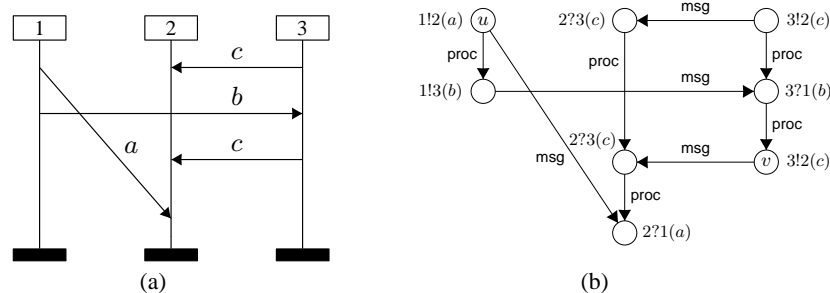 1 2 3
c
b
a
c
(a)
1!2(a) u 2?3(c) msg 3!2(c)
proc proc proc
1!3(b) msg 3?1(b)
proc
2?3(c) msg v 3!2(c)
msg
proc
2?1(a)
(b)